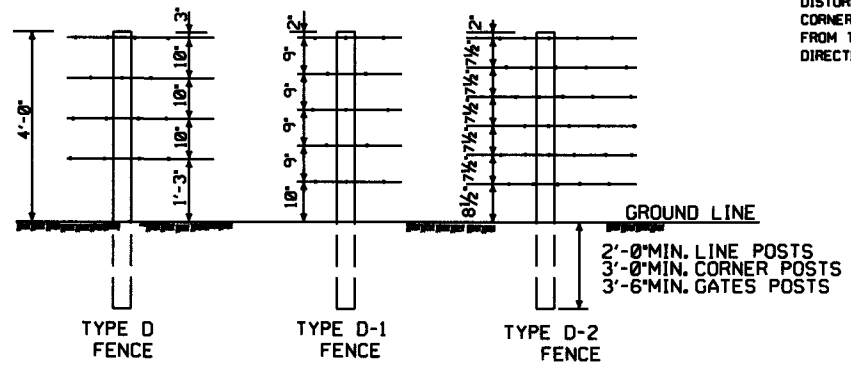 DISTUR
CORNER
FROM T
DIRECT
4'-0"
3"
10"
10"
10"
1'-3"
2"
9"
9"
9"
9"
10"
2"
7½"
7½"
7½"
7½"
7½"
8½"
GROUND LINE
2'-0"MIN. LINE POSTS
3'-0"MIN. CORNER POSTS
3'-6"MIN. GATES POSTS
TYPE D
FENCE
TYPE D-1
FENCE
TYPE D-2
FENCE